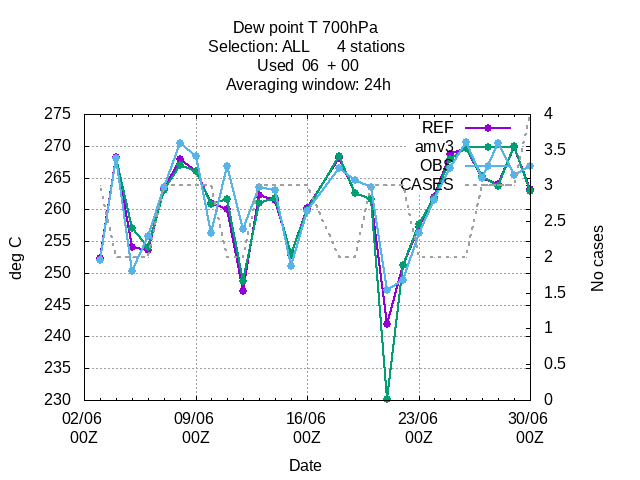 Dew point T 700hPa
Selection: ALL 4 stations
Used 06 + 00
Averaging window: 24h
275
270
265
260
255
250
245
240
235
230
4
3.5
3
2.5
2
1.5
1
0.5
0
REF
amv3
OBS
CASES
deg C
No cases
02/06 09/06 16/06 23/06 30/06
00Z 00Z 00Z 00Z 00Z
Date